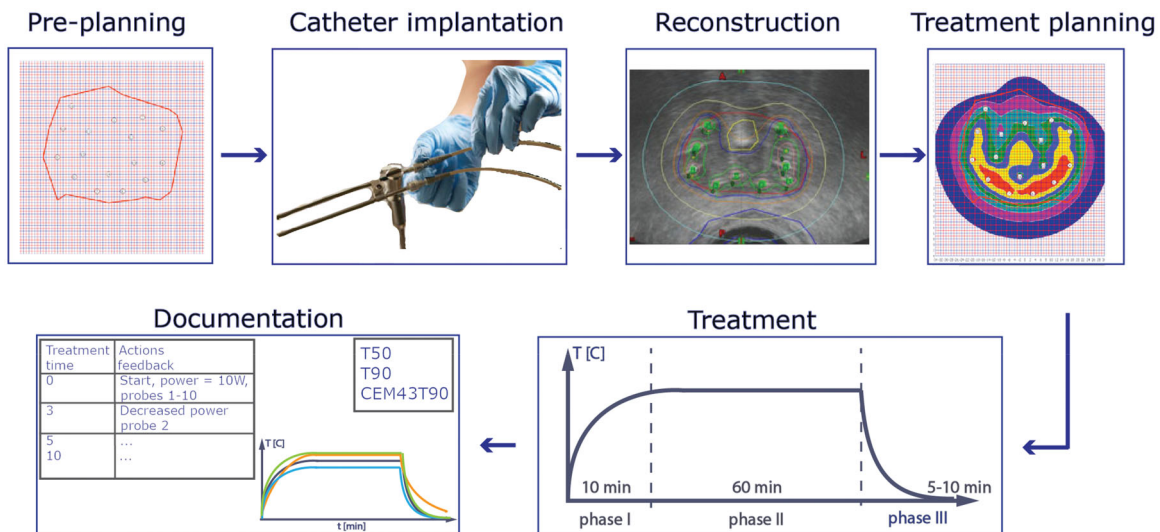 Pre-planning
Catheter implantation
Reconstruction
Treatment planning
Documentation
Treatment time
Actions feedback
0
Start, power = 10W, probes 1-10
3
Decreased power probe 2
5
...
10
...
T50
T90
CEM43T90
T [C]
t [min]
Treatment
T [C]
10 min
60 min
5-10 min
phase I
phase II
phase III